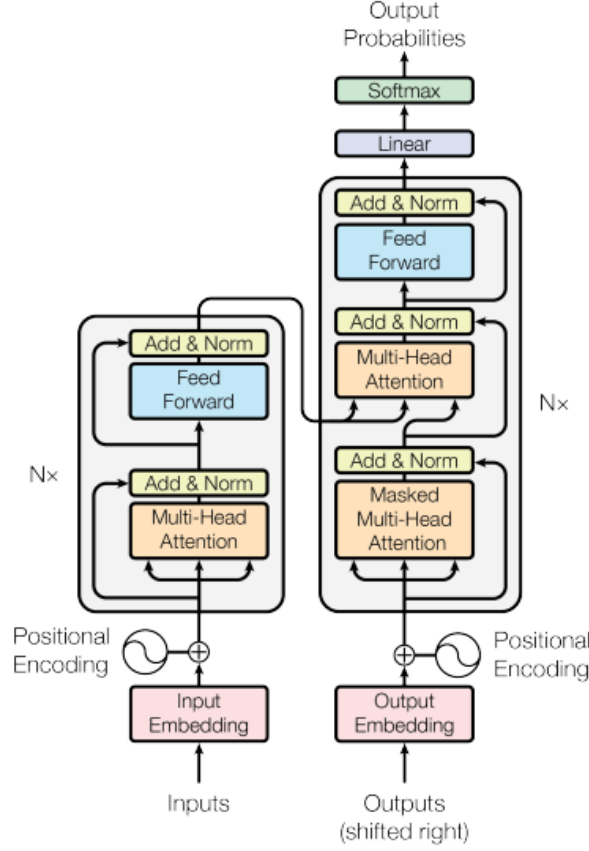 Output
Probabilities
Softmax
Linear
Add & Norm
Feed
Forward
Add & Norm
Multi-Head
Attention
Add & Norm
Masked
Multi-Head
Attention
Nx
Add & Norm
Feed
Forward
Add & Norm
Multi-Head
Attention
Nx
Positional
Encoding
Positional
Encoding
Input
Embedding
Output
Embedding
Inputs
Outputs
(shifted right)